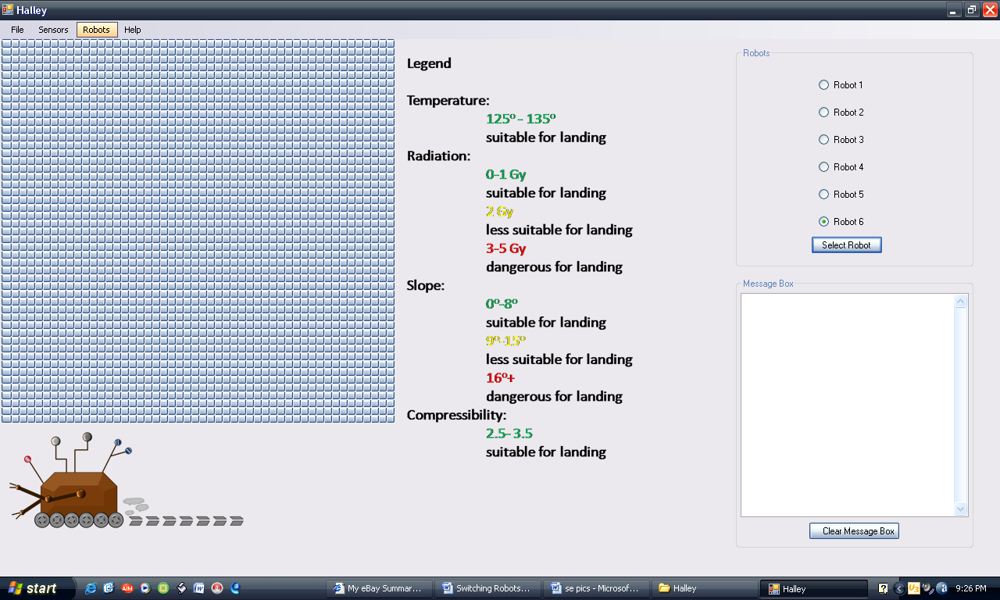 Halley
File Sensors Robots Help
Legend
Temperature:
125º - 135º
suitable for landing
Radiation:
0-1 Gy
suitable for landing
2 Gy
less suitable for landing
3-5 Gy
dangerous for landing
Slope:
0º-8º
suitable for landing
9º-15º
less suitable for landing
16º+
dangerous for landing
Compressibility:
2.5- 3.5
suitable for landing
Robots
Robot 1
Robot 2
Robot 3
Robot 4
Robot 5
Robot 6
Select Robot
Message Box
Clear Message Box
start AIM My eBay Summar... Switching Robots... se pics - Microsof... Halley Halley 9:26 PM